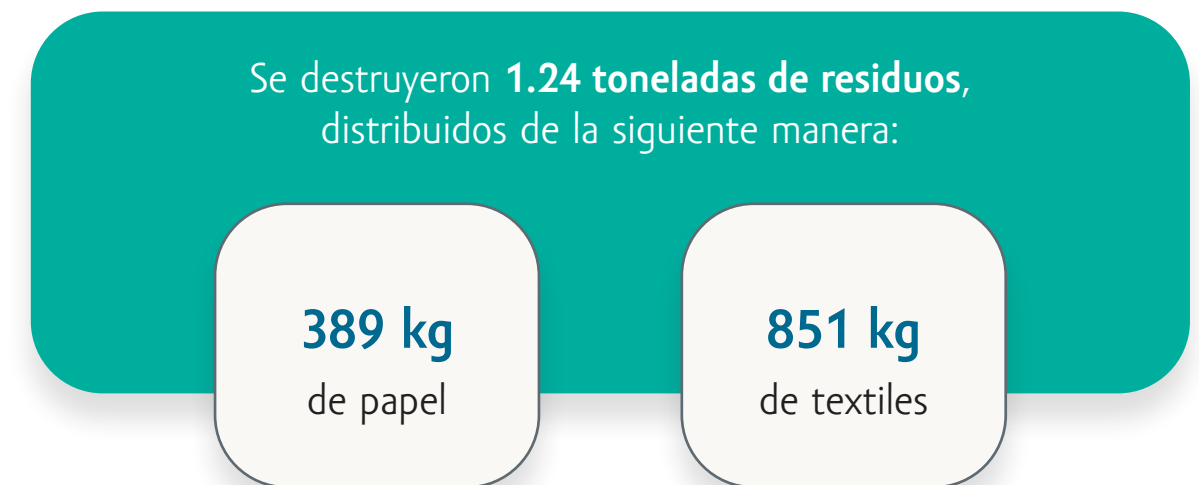 Se destruyeron 1.24 toneladas de residuos,
distribuidos de la siguiente manera:
389 kg
de papel
851 kg
de textiles